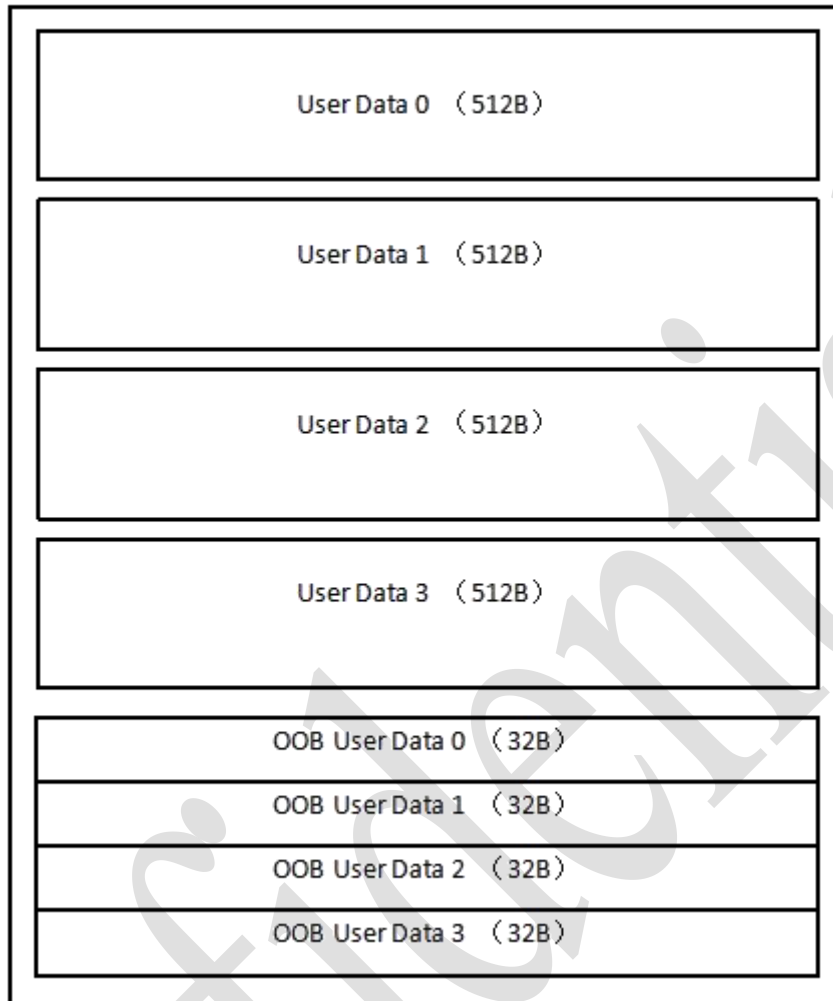 User Data 0 （512B）
User Data 1 （512B）
User Data 2 （512B）
User Data 3 （512B）
OOB User Data 0 （32B）
OOB User Data 1 （32B）
OOB User Data 2 （32B）
OOB User Data 3 （32B）